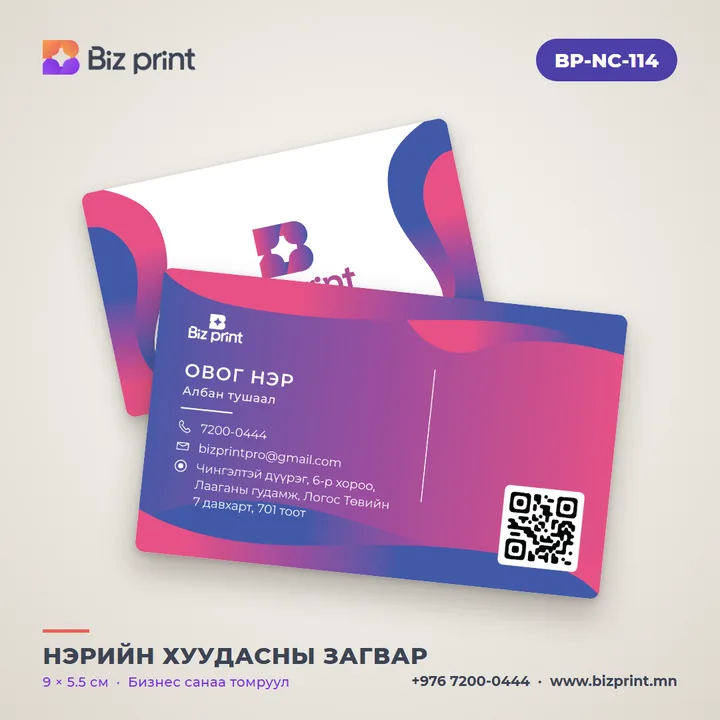 Biz print
BP-NC-114
print
Biz print
ОВОГ НЭР
Албан тушаал
7200-0444
bizprintpro@gmail.com
Чингэлтэй дүүрэг, 6-р хороо,
Лааганы гудамж, Логос Төвийн
7 давхарт, 701 тоот
НЭРИЙН ХУУДАСНЫ ЗАГВАР
9 × 5.5 см · Бизнес санаа томруул
+976 7200-0444 · www.bizprint.mn